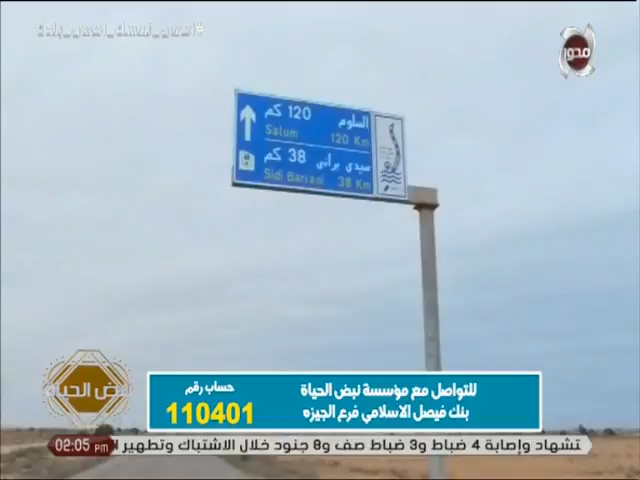 محور
السلوم 120 كم
Salum 120 Km
سيدي براني 38 كم
Sidi Barrani 38 Km
نبض الحياة
للتواصل مع مؤسسة نبض الحياة
بنك فيصل الاسلامي فرع الجيزه
حساب رقم
110401
تشهاد وإصابة 4 ضباط و3 ضباط صف و8 جنود خلال الاشتباك وتطهير ا
02:05 PM